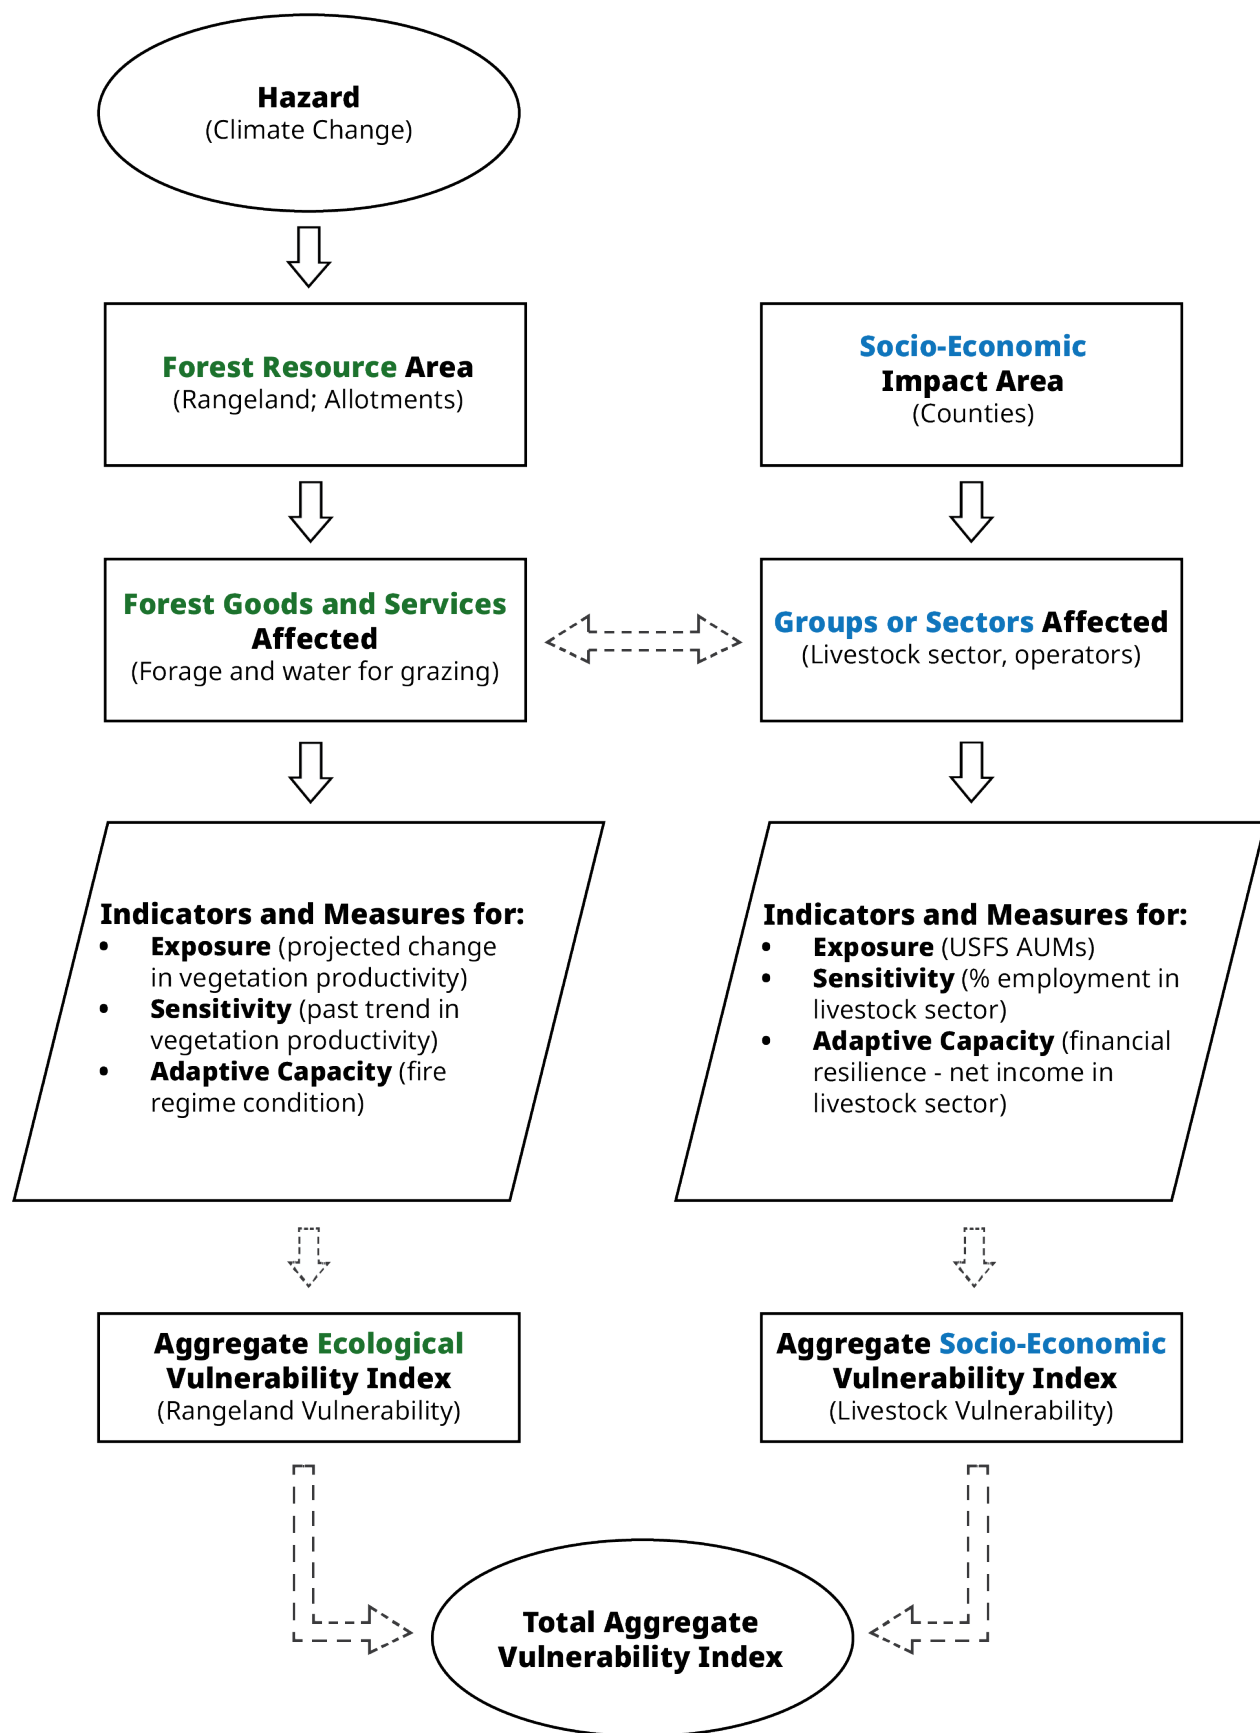 Hazard
(Climate Change)
Forest Resource Area
(Rangeland; Allotments)
Socio-Economic
Impact Area
(Counties)
Forest Goods and Services
Affected
(Forage and water for grazing)
Groups or Sectors Affected
(Livestock sector, operators)
Indicators and Measures for:
• Exposure (projected change
in vegetation productivity)
• Sensitivity (past trend in
vegetation productivity)
• Adaptive Capacity (fire
regime condition)
Indicators and Measures for:
• Exposure (USFS AUMs)
• Sensitivity (% employment in
livestock sector)
• Adaptive Capacity (financial
resilience - net income in
livestock sector)
Aggregate Ecological
Vulnerability Index
(Rangeland Vulnerability)
Aggregate Socio-Economic
Vulnerability Index
(Livestock Vulnerability)
Total Aggregate
Vulnerability Index